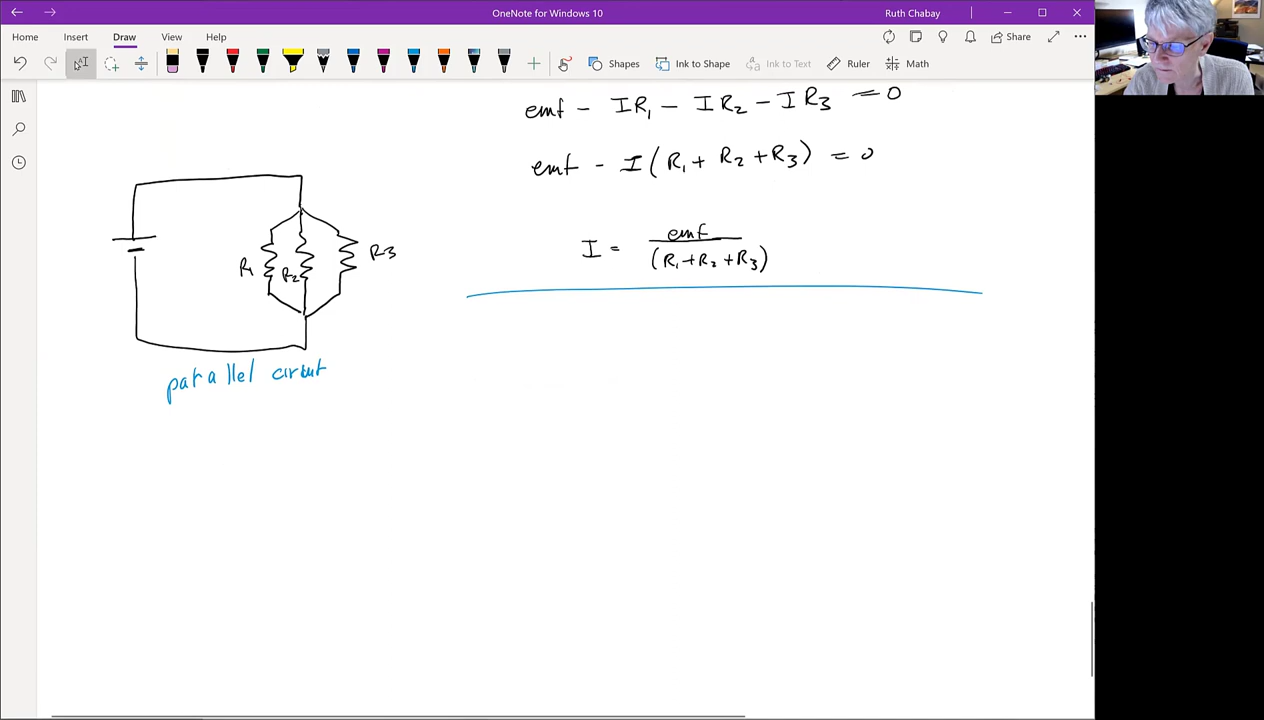 OneNote for Windows 10
Ruth Chabay
Home Insert Draw View Help
Share
Shapes Ink to Shape Ink to Text Ruler Math
emf - IR1 - IR2 - IR3 = 0
emf - I(R1 + R2 + R3) = 0
I = emf
(R1+R2+R3)
R1 R2 R3
parallel circuit